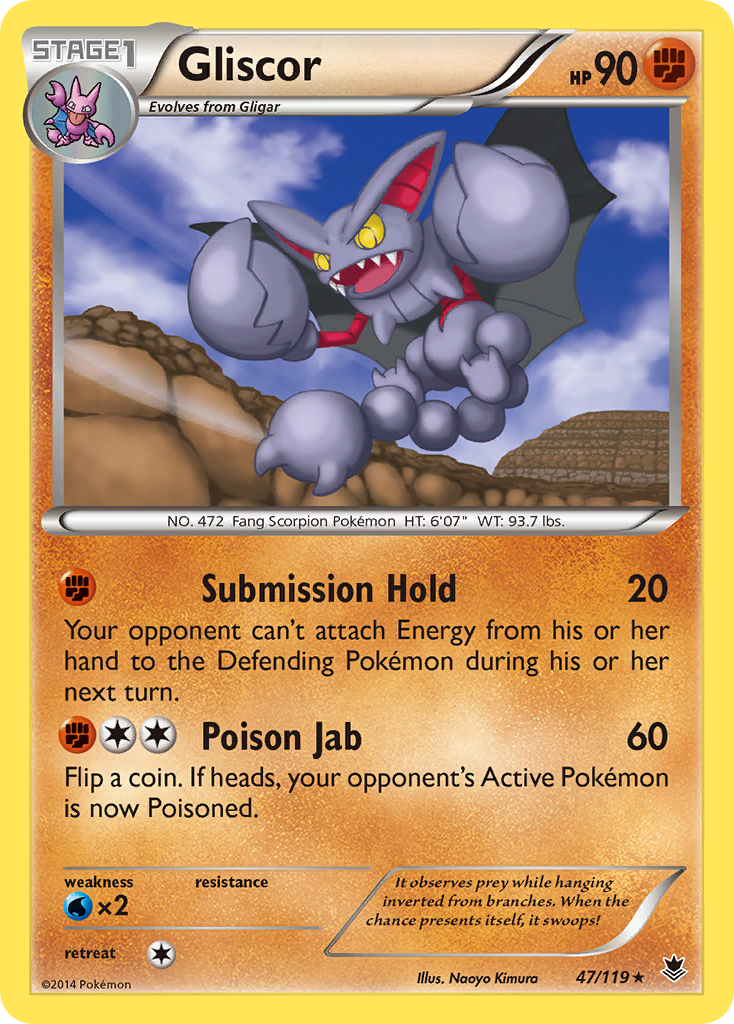 STAGE1
Gliscor
HP 90
Evolves from Gligar
NO. 472 Fang Scorpion Pokémon HT: 6'07" WT: 93.7 lbs.
Submission Hold 20
Your opponent can't attach Energy from his or her
hand to the Defending Pokémon during his or her
next turn.
Poison Jab 60
Flip a coin. If heads, your opponent's Active Pokémon
is now Poisoned.
weakness resistance
×2
retreat
It observes prey while hanging
inverted from branches. When the
chance presents itself, it swoops!
©2014 Pokémon
Illus. Naoyo Kimura
47/119 ★